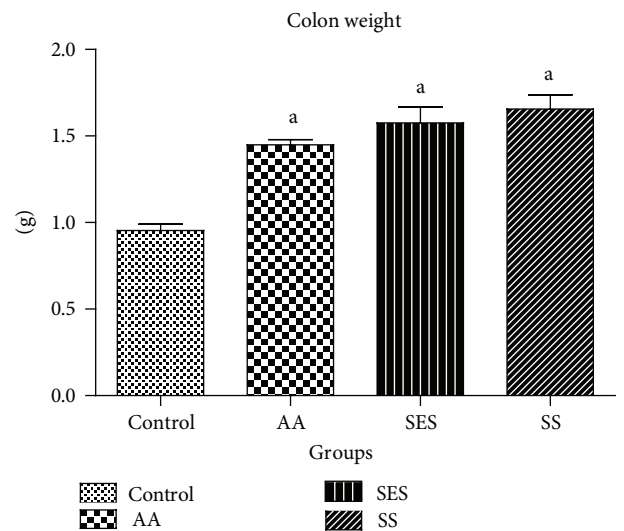 Colon weight
2.0
a
a
a
1.5
1.0
0.5
0.0
(g)
Control AA SES SS
Groups
Control SES
AA SS